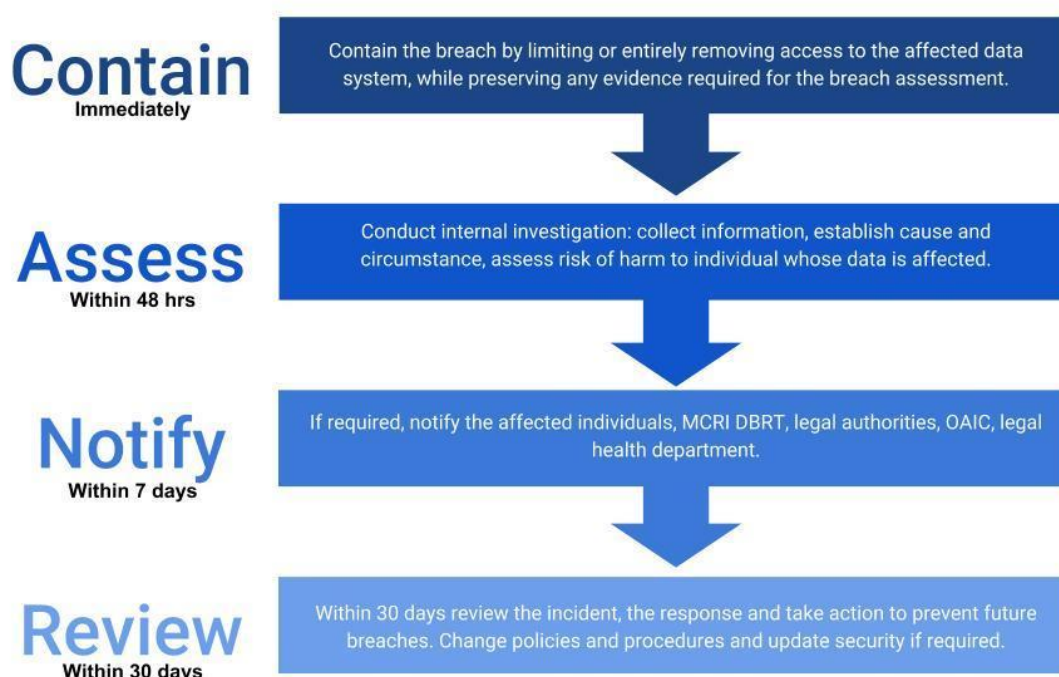 Contain
Immediately
Contain the breach by limiting or entirely removing access to the affected data
system, while preserving any evidence required for the breach assessment.
Assess
Within 48 hrs
Conduct internal investigation: collect information, establish cause and
circumstance, assess risk of harm to individual whose data is affected.
Notify
Within 7 days
If required, notify the affected individuals, MCRI DBRT, legal authorities, OAIC, legal
health department.
Review
Within 30 days
Within 30 days review the incident, the response and take action to prevent future
breaches. Change policies and procedures and update security if required.